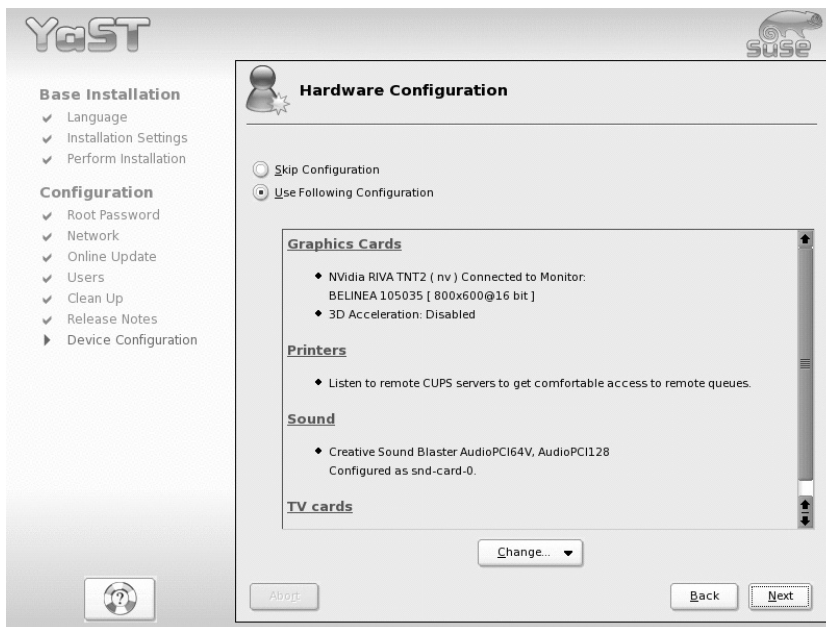 YaST
SUSE
Base Installation
Language
Installation Settings
Perform Installation
Configuration
Root Password
Network
Online Update
Users
Clean Up
Release Notes
Device Configuration
Hardware Configuration
Skip Configuration
Use Following Configuration
Graphics Cards
NVidia RIVA TNT2 ( nv ) Connected to Monitor:
BELINEA 105035 [ 800x600@16 bit ]
3D Acceleration: Disabled
Printers
Listen to remote CUPS servers to get comfortable access to remote queues.
Sound
Creative Sound Blaster AudioPCI64V, AudioPCI128
Configured as snd-card-0.
TV cards
Change...
Abort
Back
Next